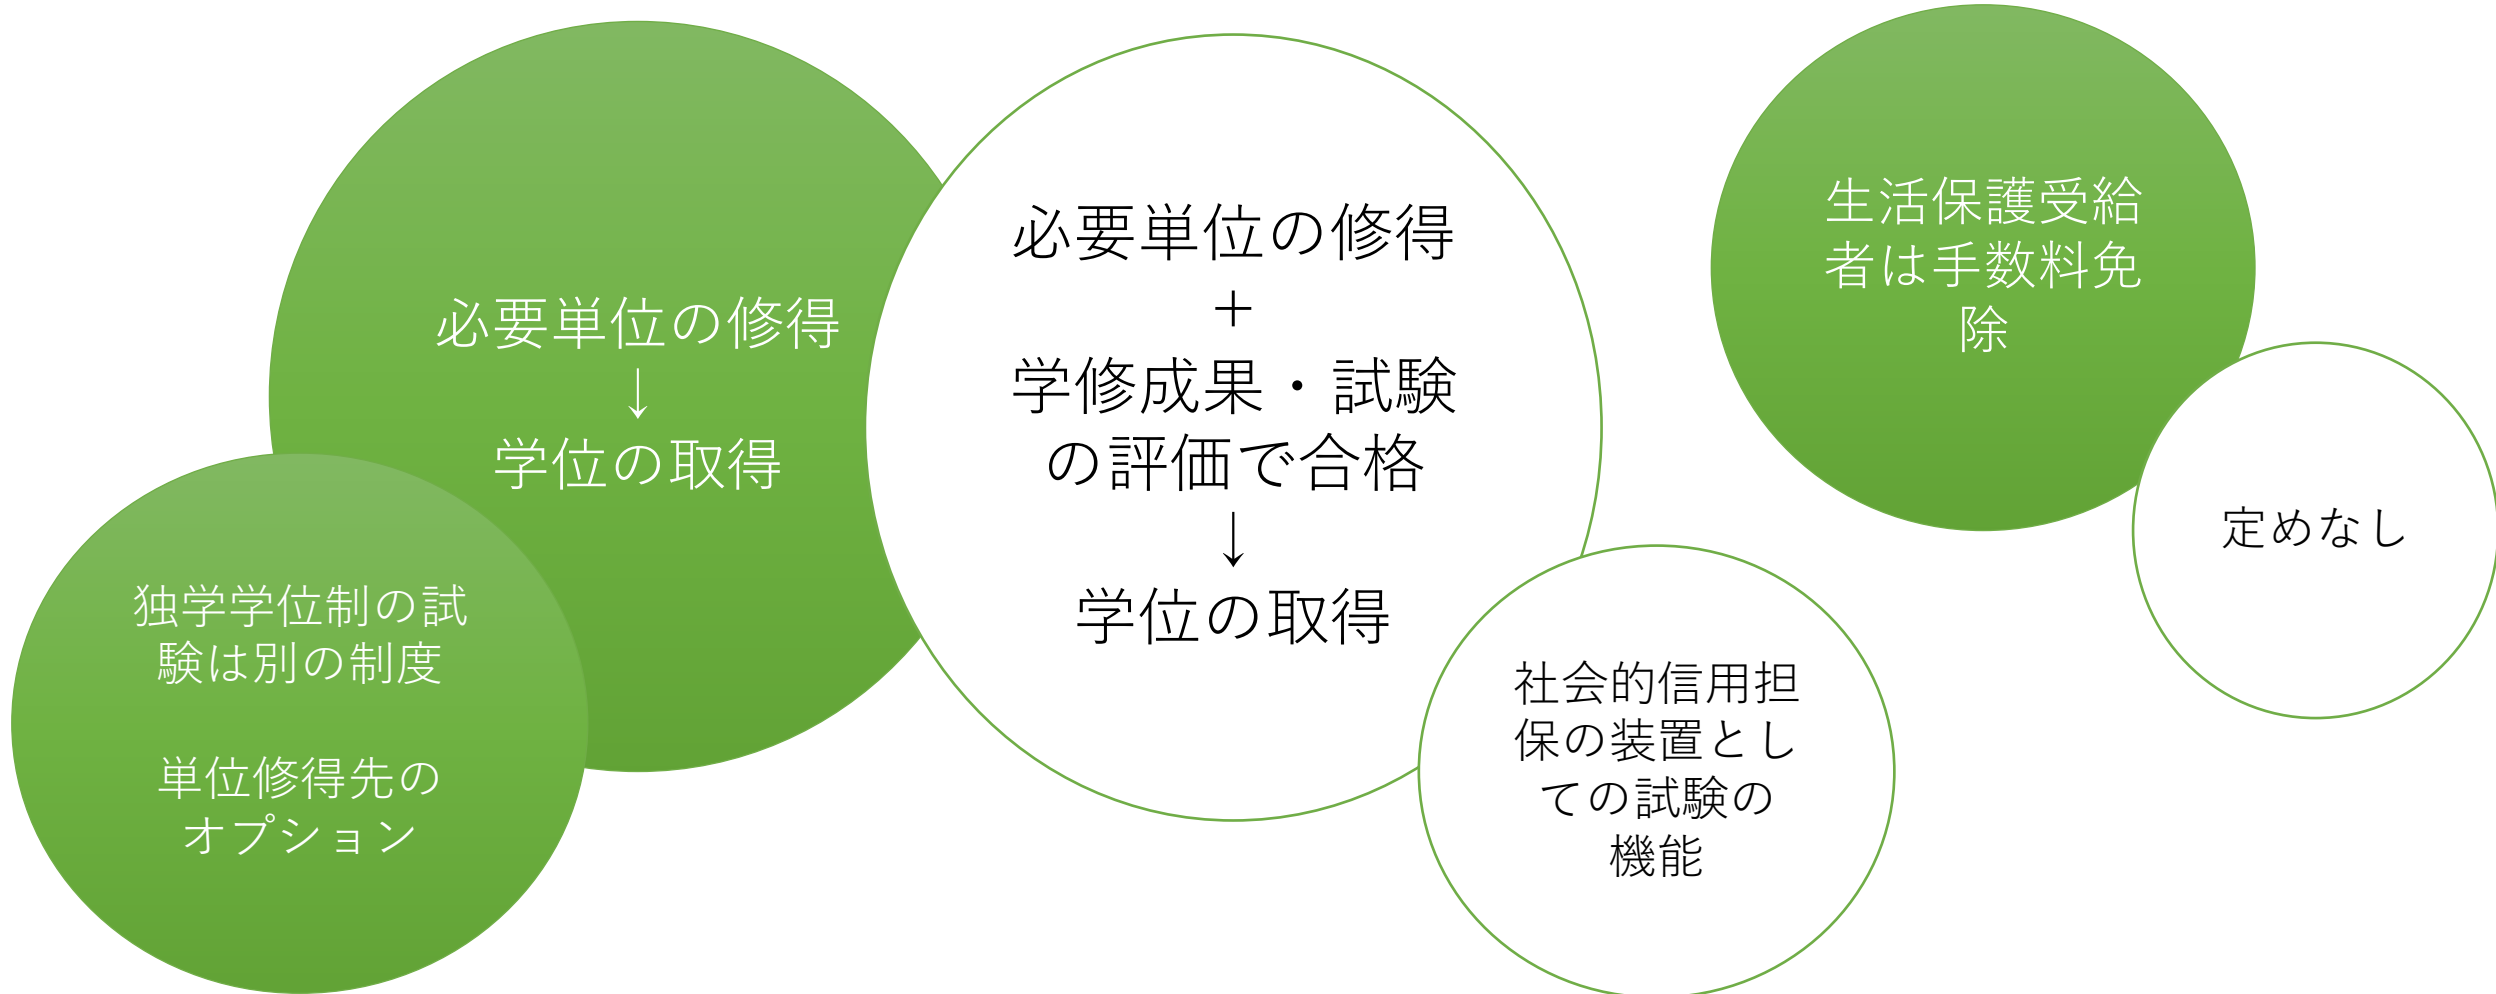 必要単位の修得
↓
学位の取得
独学学位制の試
験は別の制度
単位修得先の
オプション
必要単位の修得
+
学修成果・試験
の評価で合格
↓
学位の取得
社会的信用担
保の装置とし
ての試験の
機能
生活保護受給
者は手数料免
除
定めなし